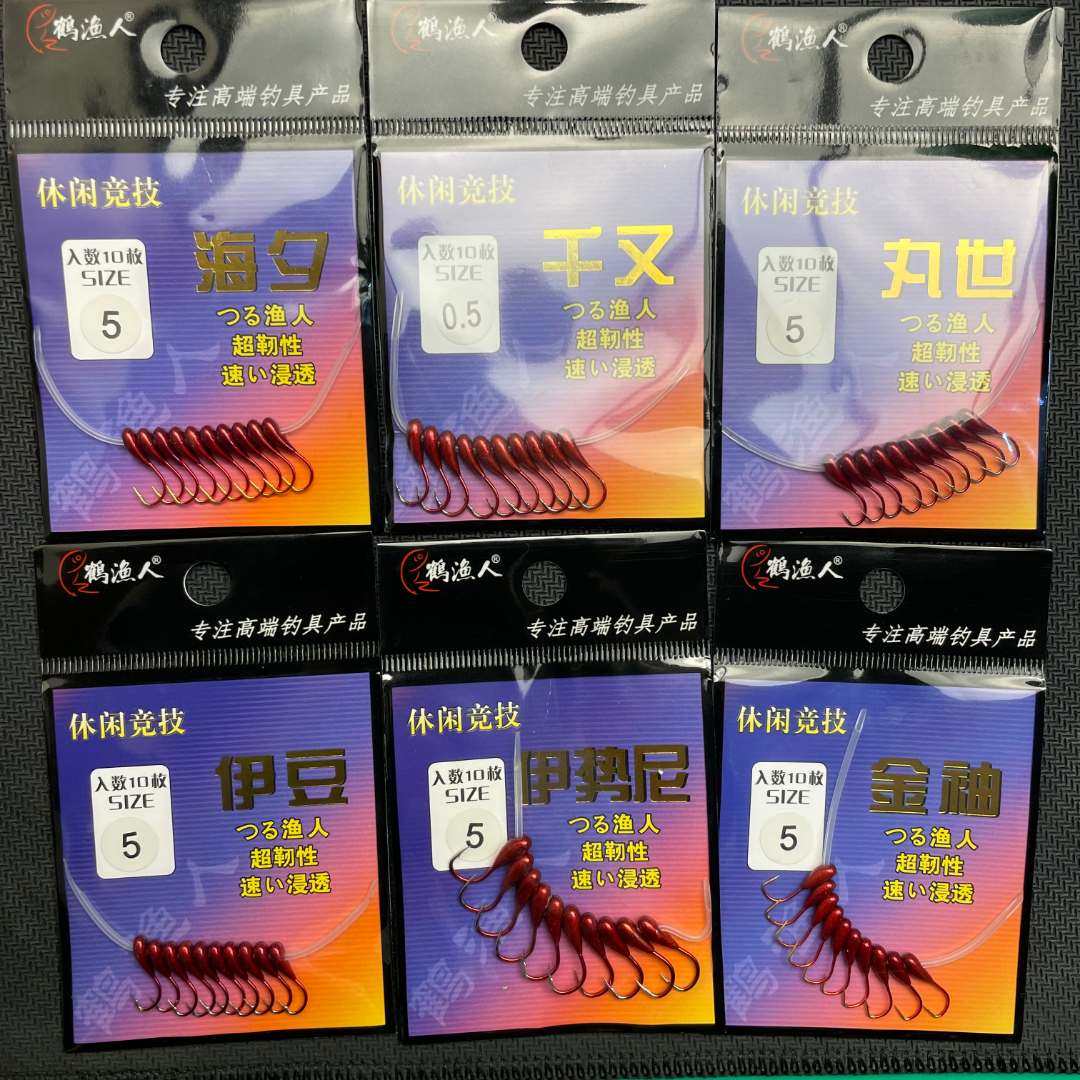 鹤渔人®
专注高端钓具产品
休闲竞技
海夕
入数10枚
SIZE
5
つる渔人
超韧性
速い浸透
鹤渔人®
专注高端钓具产品
休闲竞技
千又
入数10枚
SIZE
0.5
つる渔人
超韧性
速い浸透
鹤渔人®
专注高端钓具产品
休闲竞技
丸世
入数10枚
SIZE
5
つる渔人
超韧性
速い浸透
鹤渔人®
专注高端钓具产品
休闲竞技
伊豆
入数10枚
SIZE
5
つる渔人
超韧性
速い浸透
鹤渔人®
专注高端钓具产品
休闲竞技
伊势尼
入数10枚
SIZE
5
つる渔人
超韧性
速い浸透
鹤渔人®
专注高端钓具产品
休闲竞技
金袖
入数10枚
SIZE
5
つる渔人
超韧性
速い浸透